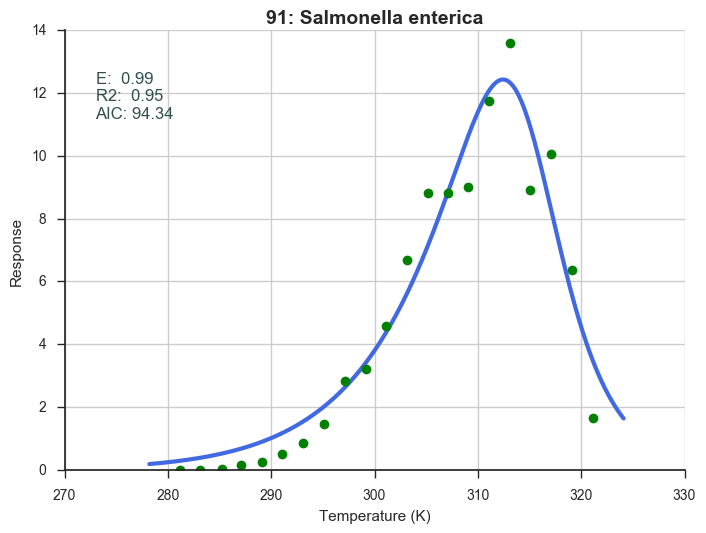 91: Salmonella enterica
E: 0.99
R2: 0.95
AIC: 94.34
Response
14
12
10
8
6
4
2
0
270 280 290 300 310 320 330
Temperature (K)